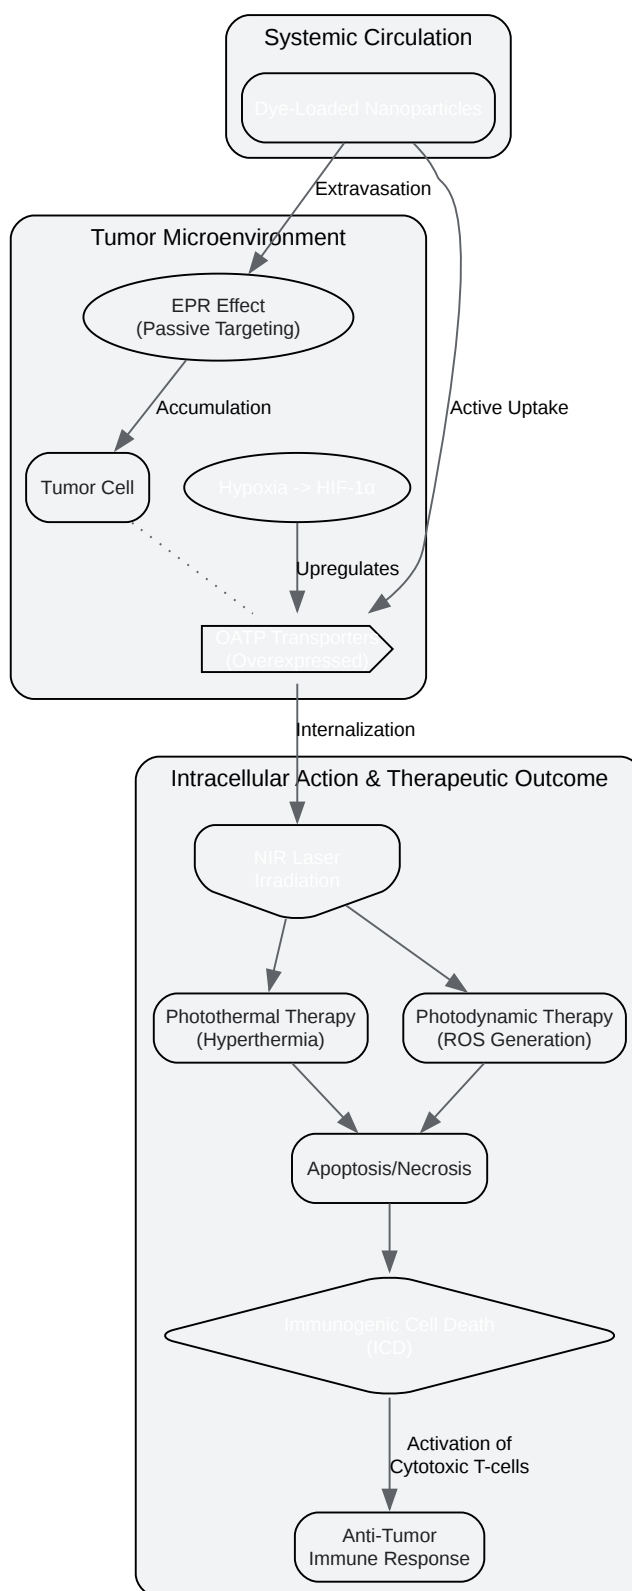 Systemic Circulation
Dye-Loaded Nanoparticles
Extravasation
Tumor Microenvironment
EPR Effect
(Passive Targeting)
Accumulation
Active Uptake
Tumor Cell
Hypoxia -> HIF-1α
Upregulates
OATP Transporters
(Overexpressed)
Internalization
Intracellular Action & Therapeutic Outcome
NIR Laser
Irradiation
Photothermal Therapy
(Hyperthermia)
Photodynamic Therapy
(ROS Generation)
Apoptosis/Necrosis
Immunogenic Cell Death
(ICD)
Activation of
Cytotoxic T-cells
Anti-Tumor
Immune Response